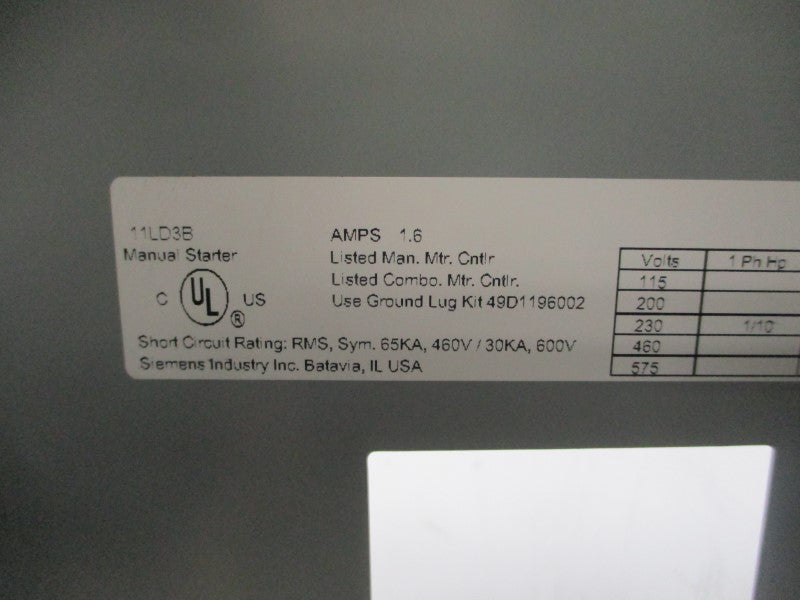 11LD3B
Manual Starter
C UL US
®
AMPS 1.6
Listed Man. Mtr. Cntlr
Listed Combo. Mtr. Cntlr.
Use Ground Lug Kit 49D1196002
Short Circuit Rating: RMS, Sym. 65KA, 460V / 30KA, 600V
Siemens Industry Inc. Batavia, IL USA
Volts 1 Ph Hp
115
200
230 1/10
460
575